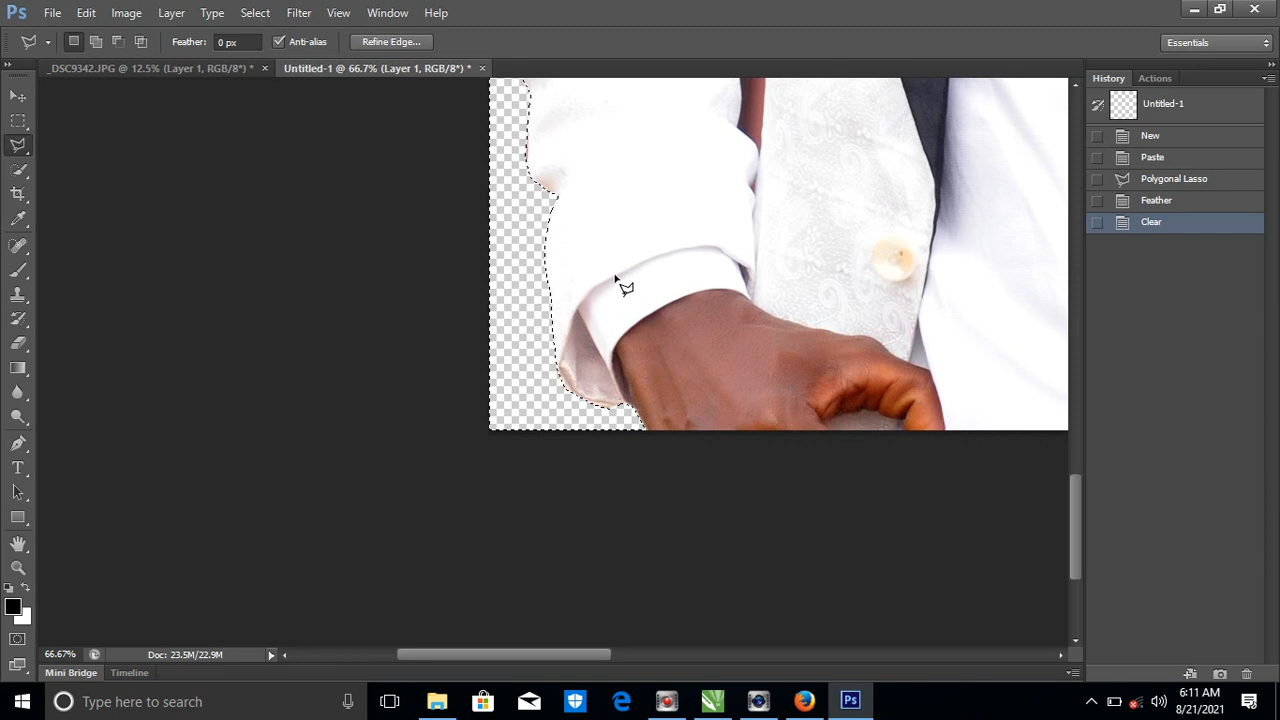 Ps File Edit Image Layer Type Select Filter View Window Help
Feather: 0 px Anti-alias Refine Edge... Essentials
_DSC9342.JPG @ 12.5% (Layer 1, RGB/8*) * × Untitled-1 @ 66.7% (Layer 1, RGB/8*) * ×
History Actions
Untitled-1
New
Paste
Polygonal Lasso
Feather
Clear
T
66.67% Doc: 23.5M/22.9M
Mini Bridge Timeline
Type here to search
Ps
6:11 AM
8/21/2021